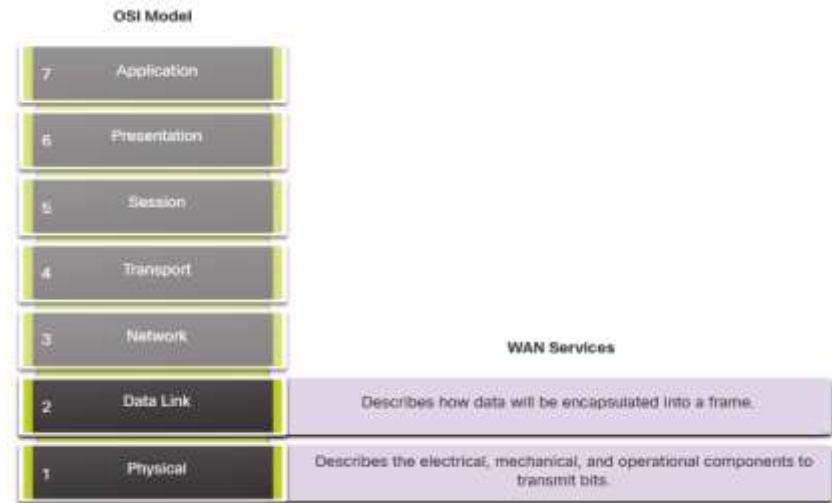 OSI Model
7 Application
6 Presentation
5 Session
4 Transport
3 Network
WAN Services
2 Data Link Describes how data will be encapsulated into a frame.
1 Physical Describes the electrical, mechanical, and operational components to
transmit bits.